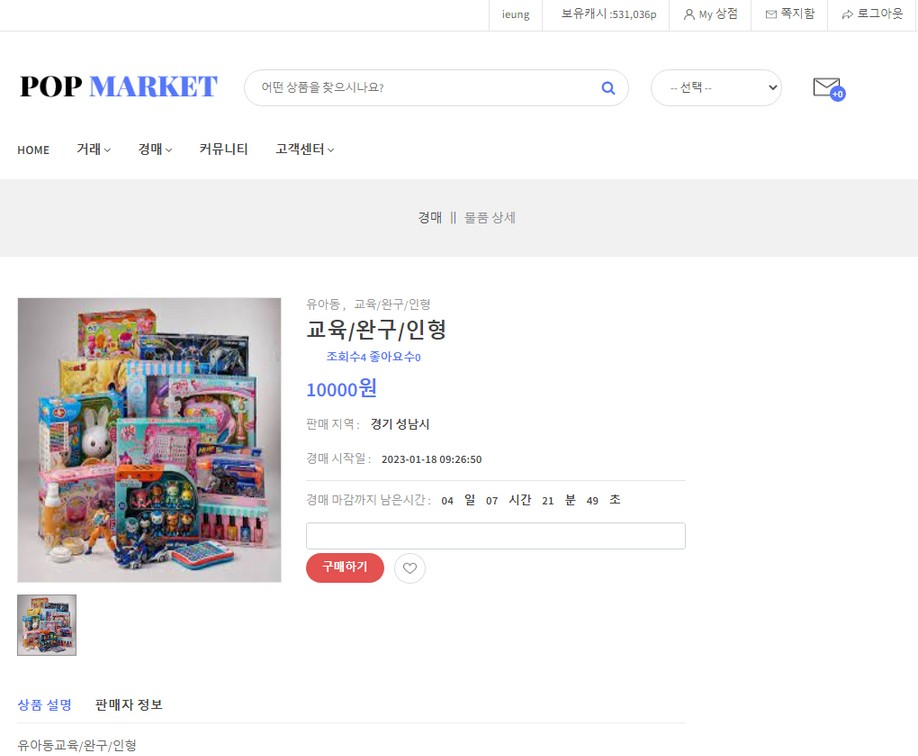 ieung 보유캐시 :531,036p My 상점 쪽지함 로그아웃
POP MARKET 어떤 상품을 찾으시나요? -- 선택 -- +0
HOME 거래 경매 커뮤니티 고객센터
경매 || 물품 상세
유아동 , 교육/완구/인형
교육/완구/인형
조회수4 좋아요수0
10000원
판매 지역 : 경기 성남시
경매 시작일 : 2023-01-18 09:26:50
경매 마감까지 남은시간 : 04 일 07 시간 21 분 49 초
구매하기
상품 설명 판매자 정보
유아동교육/완구/인형